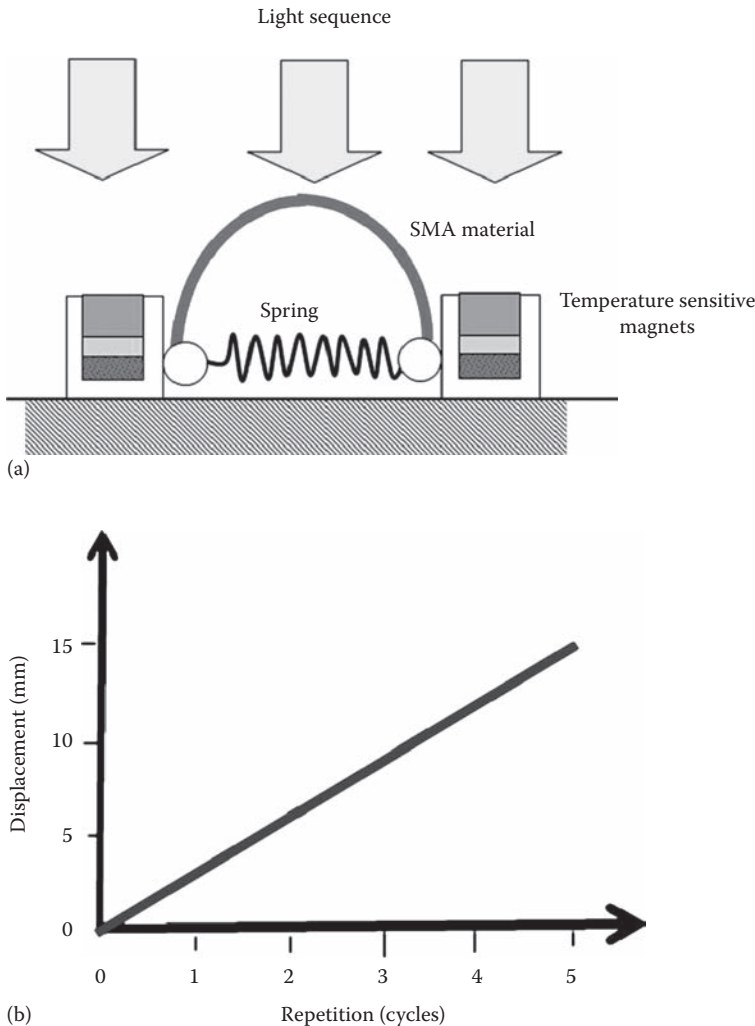 Light sequence
SMA material
Spring
Temperature sensitive
magnets
(a)
Displacement (mm)
15
10
5
0
0 1 2 3 4 5
Repetition (cycles)
(b)